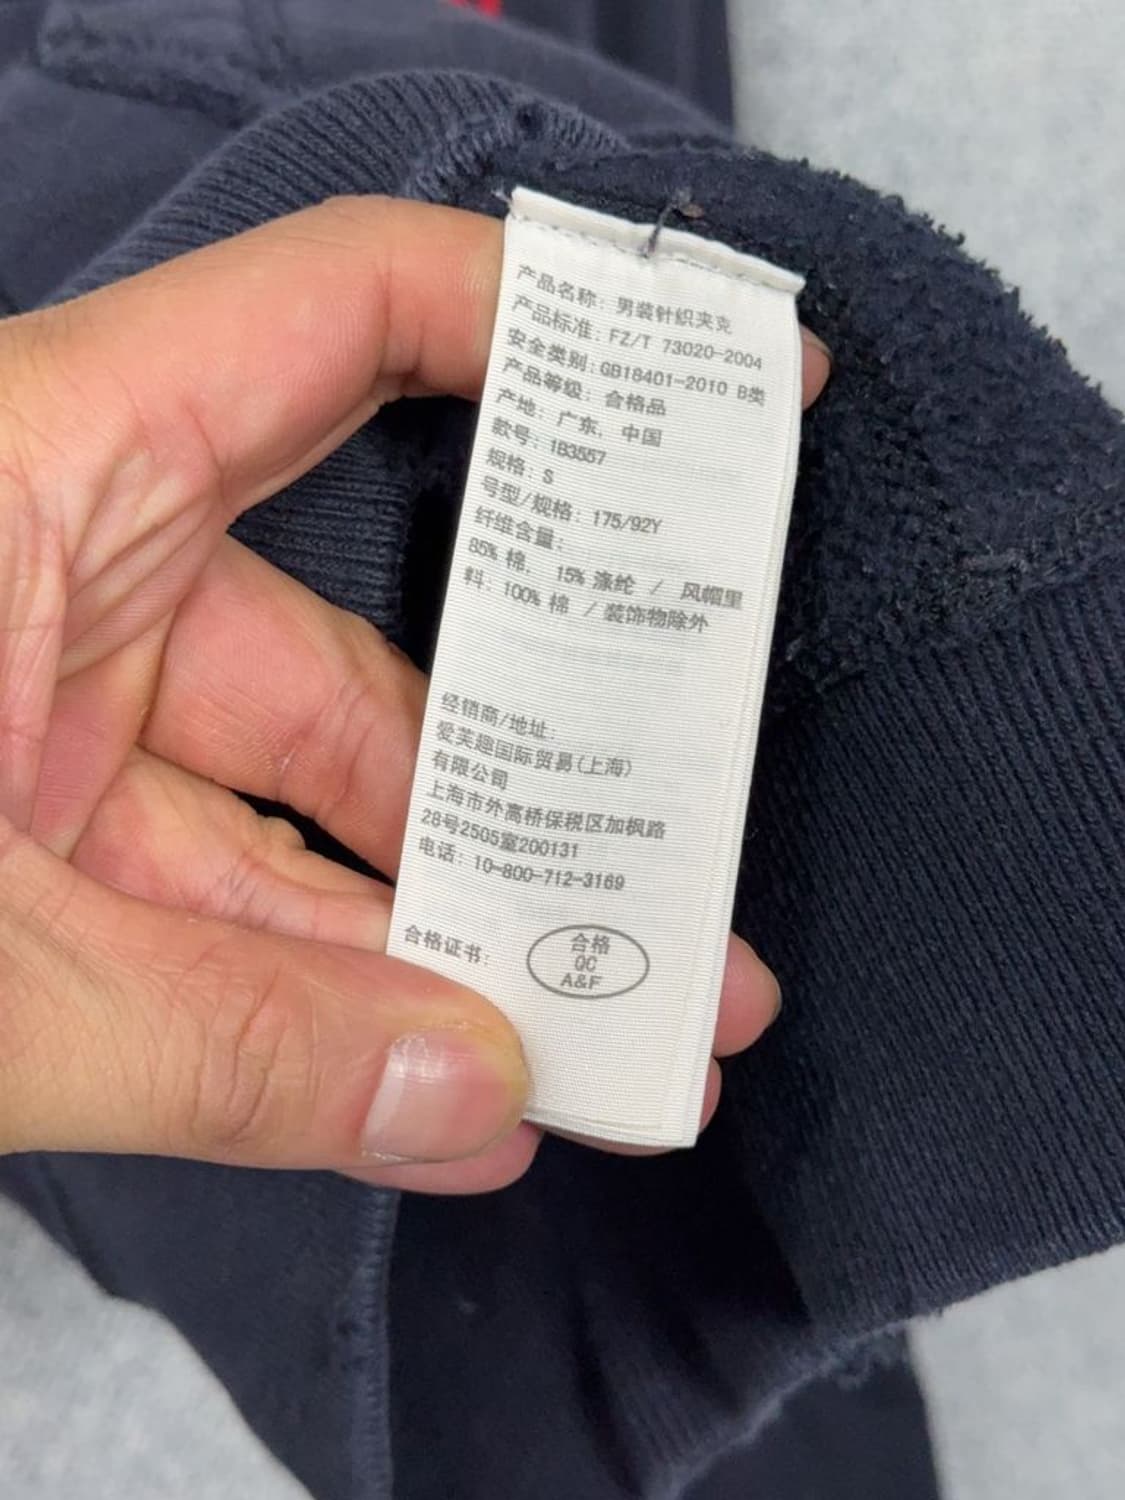 产品名称: 男装针织夹克
产品标准: FZ/T 73020-2004
安全类别: GB18401-2010 B类
产品等级: 合格品
产地: 广东, 中国
款号: 183557
规格: S
号型/规格: 175/92Y
纤维含量:
85% 棉, 15% 涤纶 / 风帽里
料: 100% 棉 / 装饰物除外
经销商/地址:
爱芙趣国际贸易(上海)
有限公司
上海市外高桥保税区加枫路
28号2505室200131
电话: 10-800-712-3169
合格证书:
合格
QC
A&F